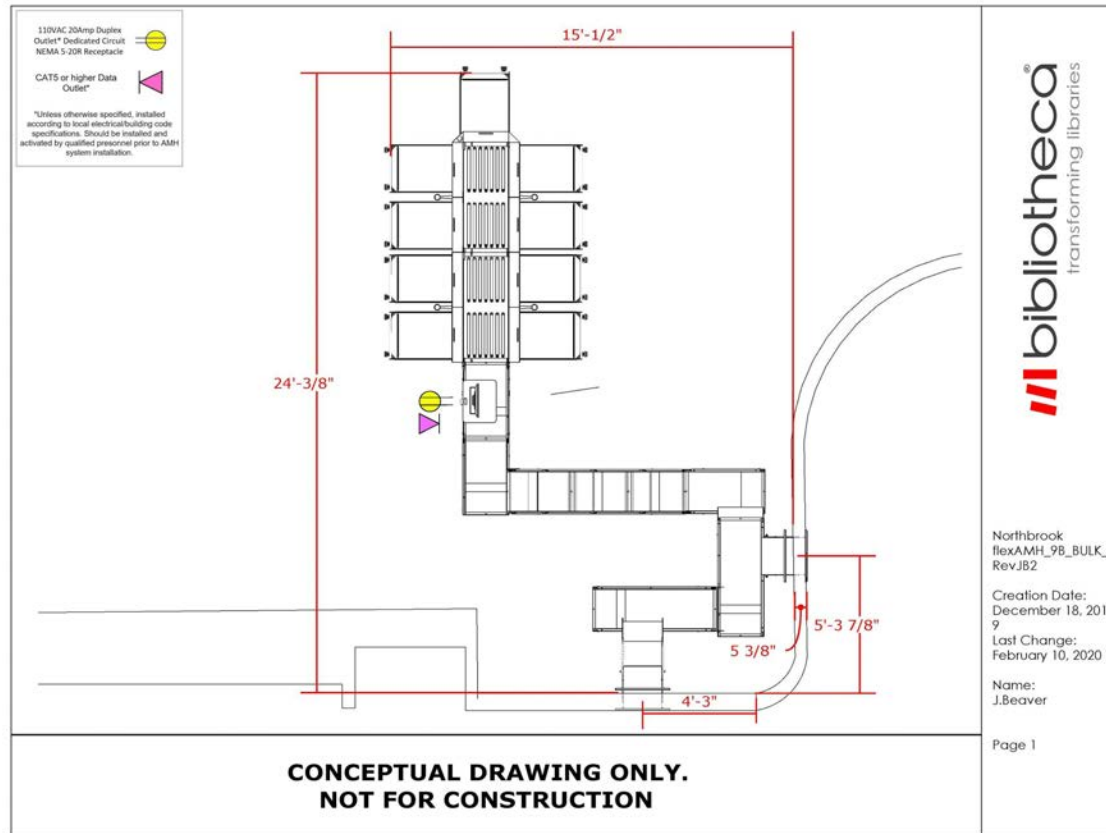 110VAC 20Amp Duplex
Outlet* Dedicated Circuit
NEMA 5-20R Receptacle
CAT5 or higher Data
Outlet*
*Unless otherwise specified, installed
according to local electrical/building code
specifications. Should be installed and
activated by qualified presonnel prior to AMH
system installation.
15'-1/2"
24'-3/8"
5'-3 7/8"
5 3/8"
4'-3"
bibliotheca®
transforming libraries
Northbrook
flexAMH_9B_BULK_
RevJB2
Creation Date:
December 18, 201
9
Last Change:
February 10, 2020
Name:
J.Beaver
Page 1
CONCEPTUAL DRAWING ONLY.
NOT FOR CONSTRUCTION